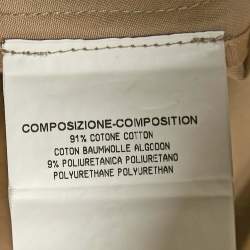 COMPOSIZIONE-COMPOSITION
91% COTONE COTTON
COTON BAUMWOLLE ALGODON
9% POLIURETANICA POLIURETANO
POLYURETHANE POLYURETHAN